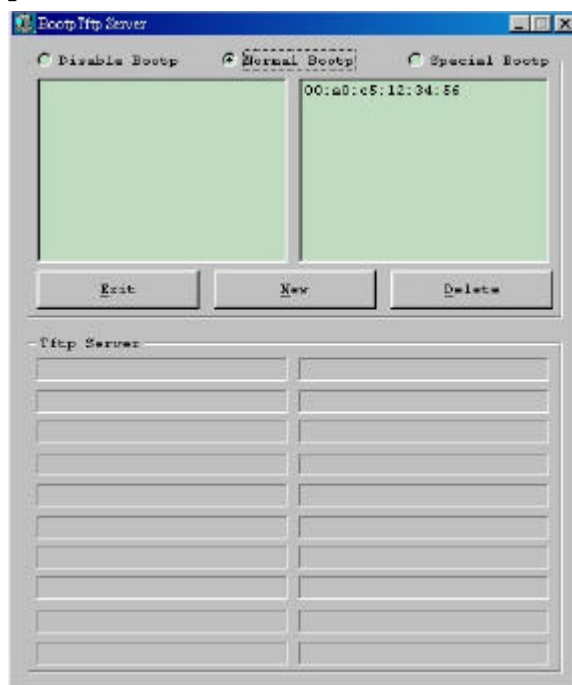 Bootp Tftp Server
Disable Bootp Normal Bootp Special Bootp
00:a0:c5:12:34:56
Exit New Delete
Tftp Server